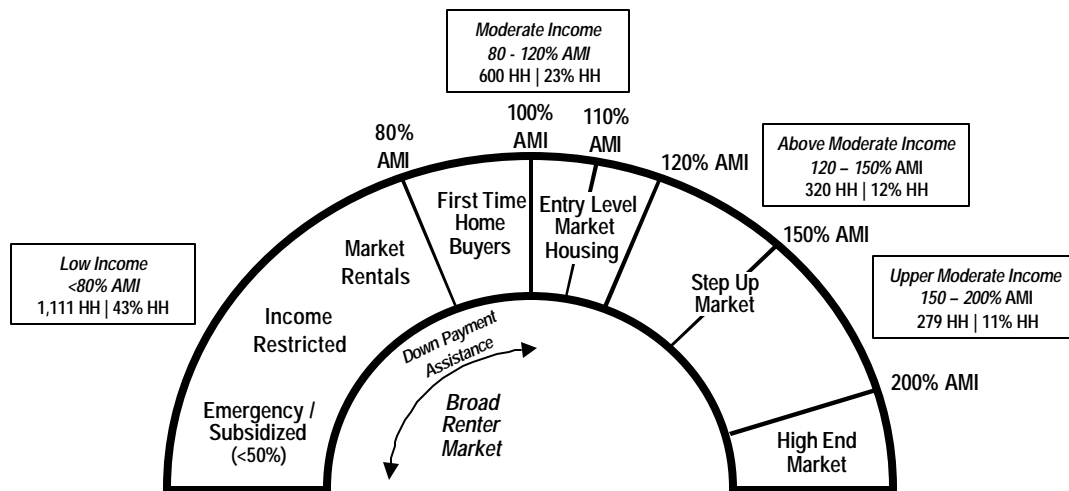 Moderate Income
80 - 120% AMI
600 HH | 23% HH
80%
AMI
100%
AMI
110%
AMI
120% AMI
Above Moderate Income
120 – 150% AMI
320 HH | 12% HH
150% AMI
Upper Moderate Income
150 – 200% AMI
279 HH | 11% HH
200% AMI
Low Income
<80% AMI
1,111 HH | 43% HH
Emergency /
Subsidized
(<50%)
Income
Restricted
Market
Rentals
First Time
Home
Buyers
Entry Level
Market
Housing
Step Up
Market
High End
Market
Down Payment
Assistance
Broad
Renter
Market